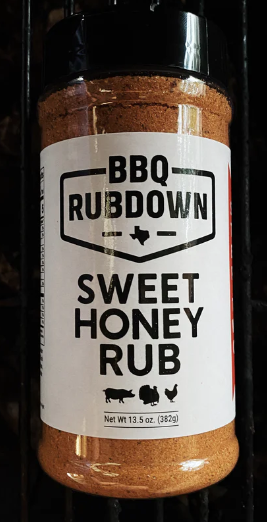 BBQ
RUBDOWN
SWEET
HONEY
RUB
Net Wt 13.5 oz. (382g)